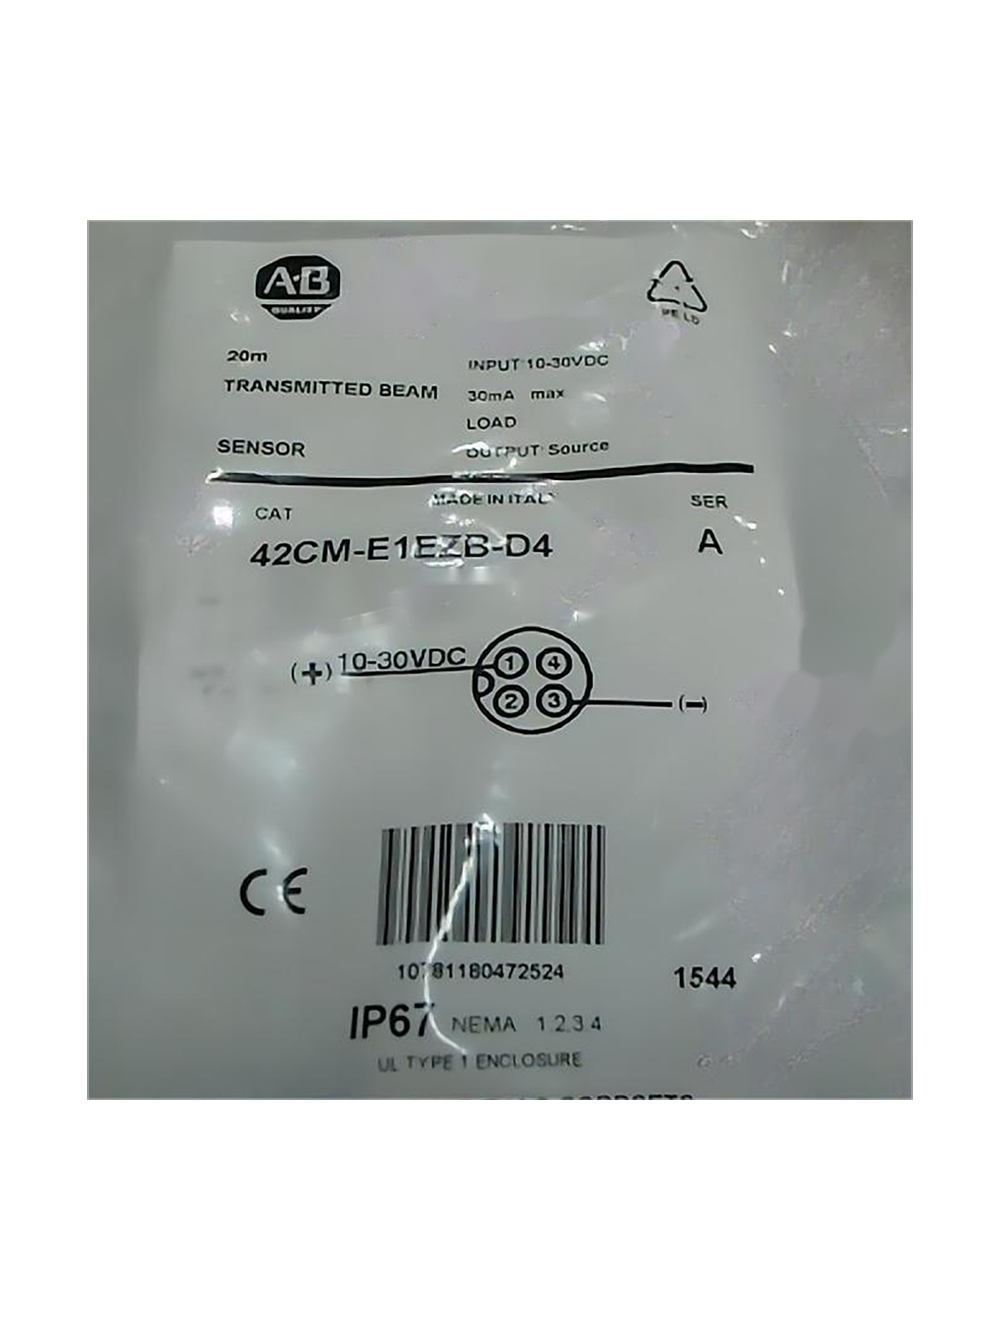 A·B
QUALITY
PE LD
20m
TRANSMITTED BEAM
SENSOR
INPUT 10-30VDC
30mA max
LOAD
OUTPUT Source
MADE IN ITALY
CAT
SER
42CM-E1EZB-D4
A
(+) 10-30VDC
1 4
2 3
(−)
CE
10781180472524
1544
IP67 NEMA 1 2.3 4
UL TYPE 1 ENCLOSURE